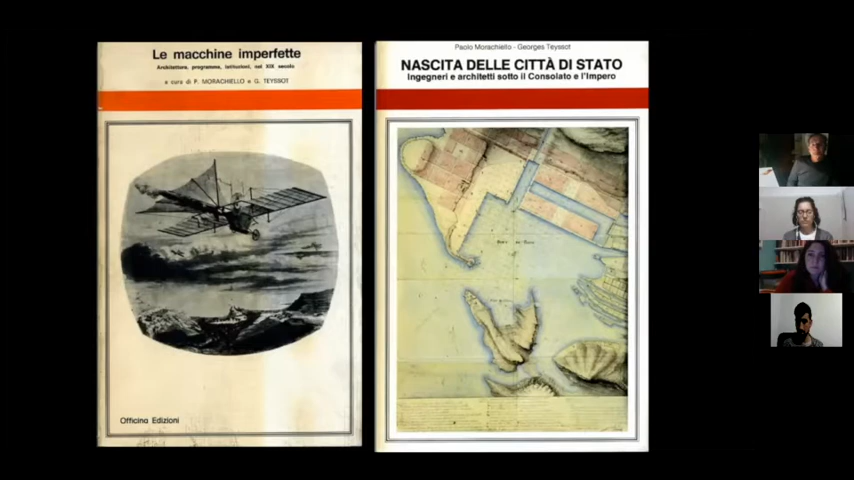 Le macchine imperfette
Architettura, programma, istituzioni, nel XIX secolo
a cura di P. MORACHIELLO e G. TEYSSOT
Officina Edizioni
Paolo Morachiello - Georges Teyssot
NASCITA DELLE CITTÀ DI STATO
Ingegneri e architetti sotto il Consolato e l'Impero